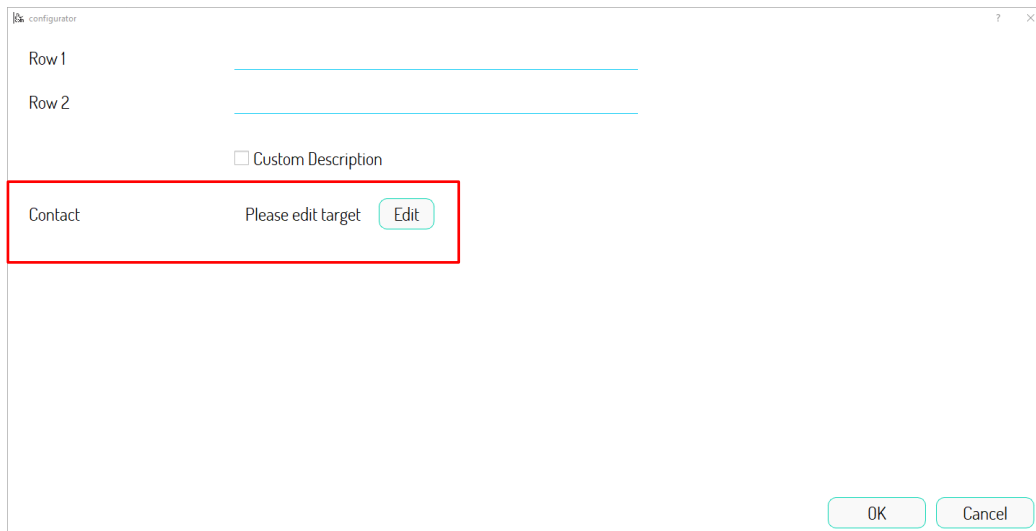 configurator ? ×
Row 1
Row 2
Custom Description
Contact Please edit target Edit
OK Cancel